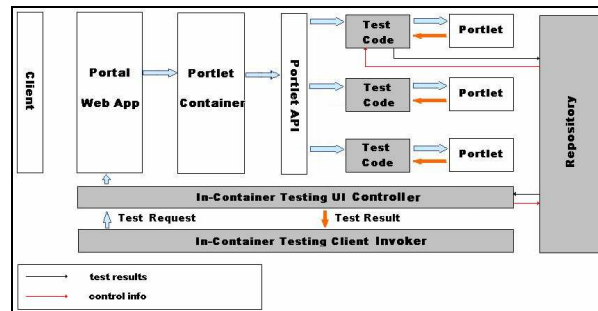 Client
Portal
Web App
Portlet
Container
Portlet API
Test
Code
Portlet
Test
Code
Portlet
Test
Code
Portlet
Repository
In-Container Testing UI Controller
Test Request
Test Result
In-Container Testing Client Invoker
test results
control info